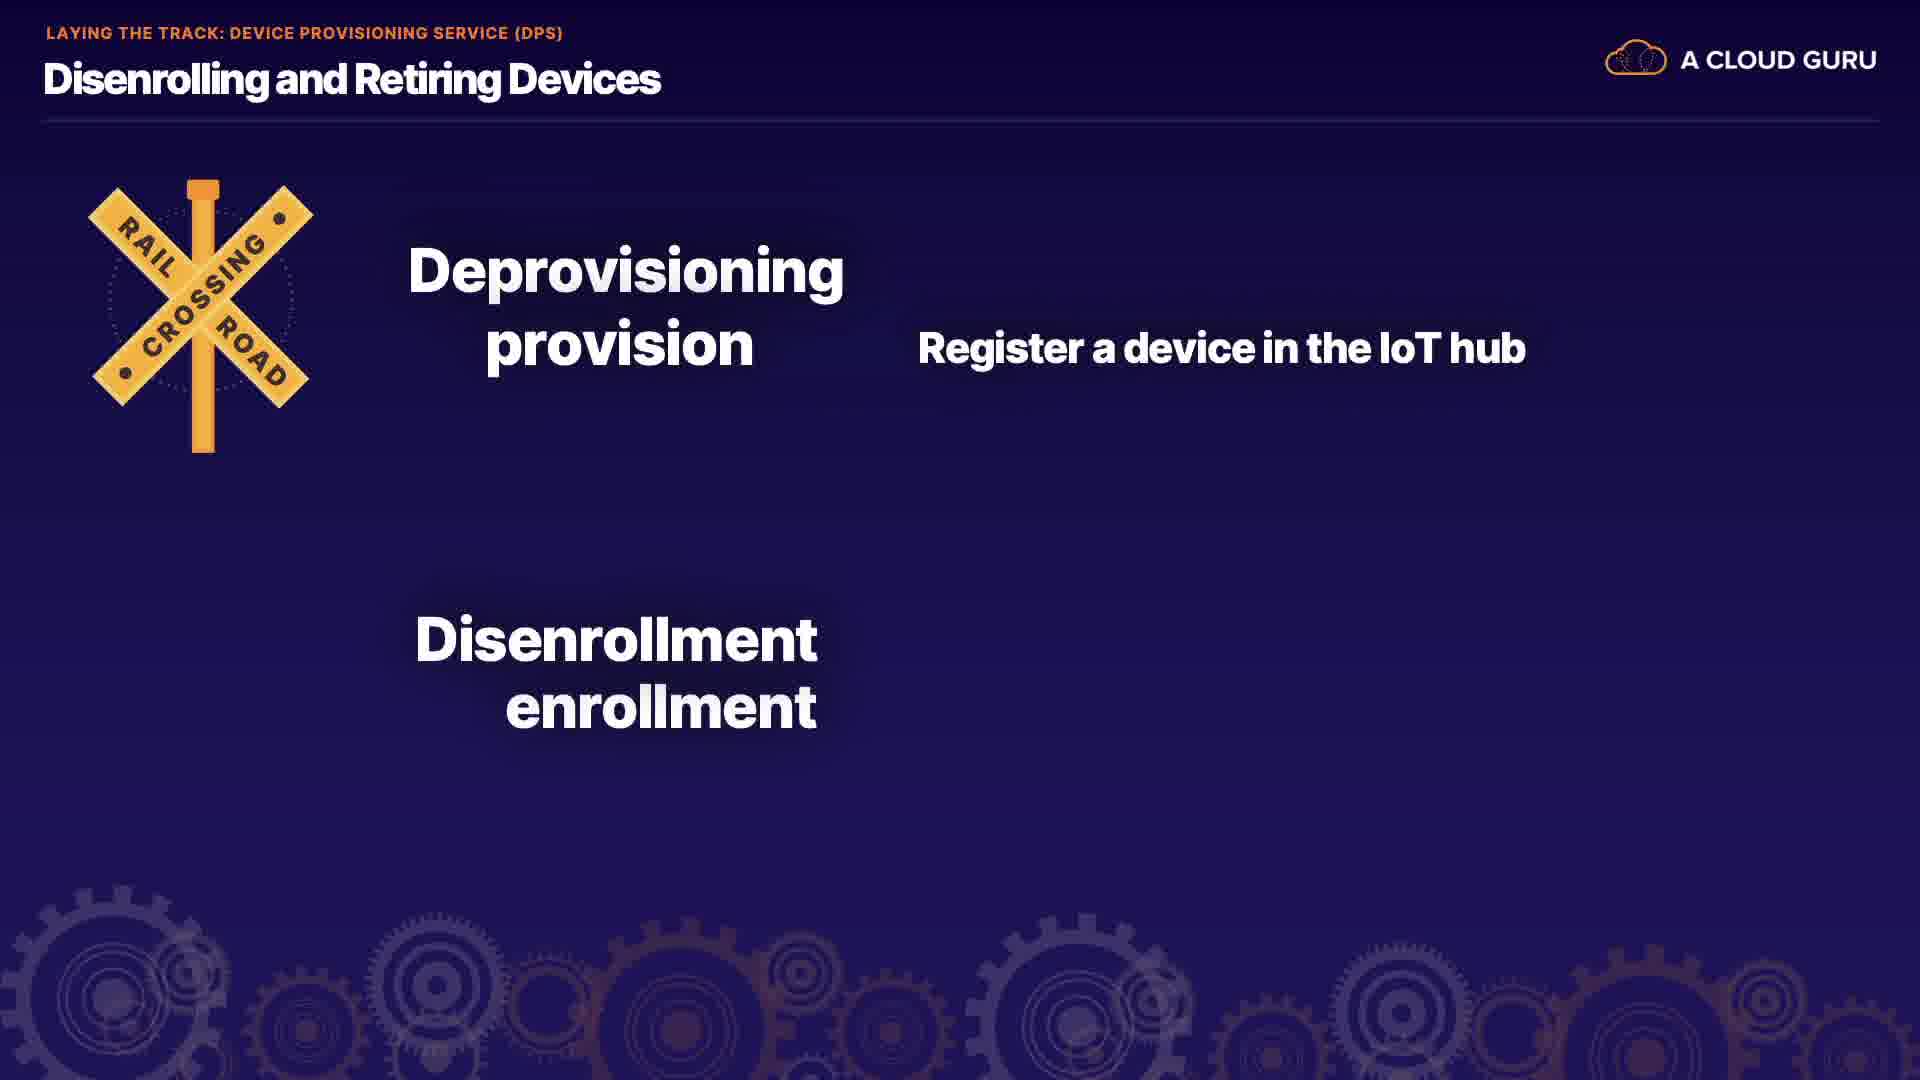 LAYING THE TRACK: DEVICE PROVISIONING SERVICE (DPS)
Disenrolling and Retiring Devices
A CLOUD GURU
RAIL
CROSSING
ROAD
Deprovisioning
provision
Register a device in the IoT hub
Disenrollment
enrollment